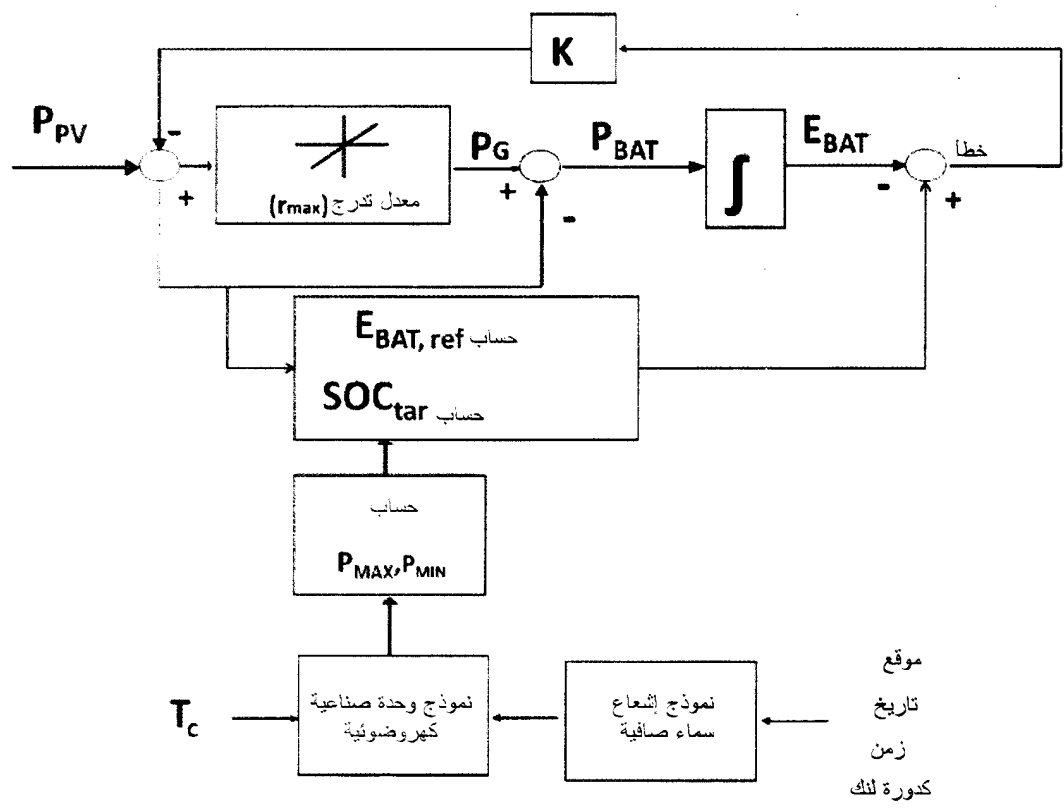 K
P_PV
-
+
معدل تدرج (r_max)
P_G
+
-
P_BAT
∫
E_BAT
-
+
خطأ
حساب E_BAT, ref
حساب SOC_tar
حساب
P_MAX, P_MIN
T_c
نموذج وحدة صناعية
كهروضوئية
نموذج إشعاع
سماء صافية
موقع
تاريخ
زمن
كدورة لنك